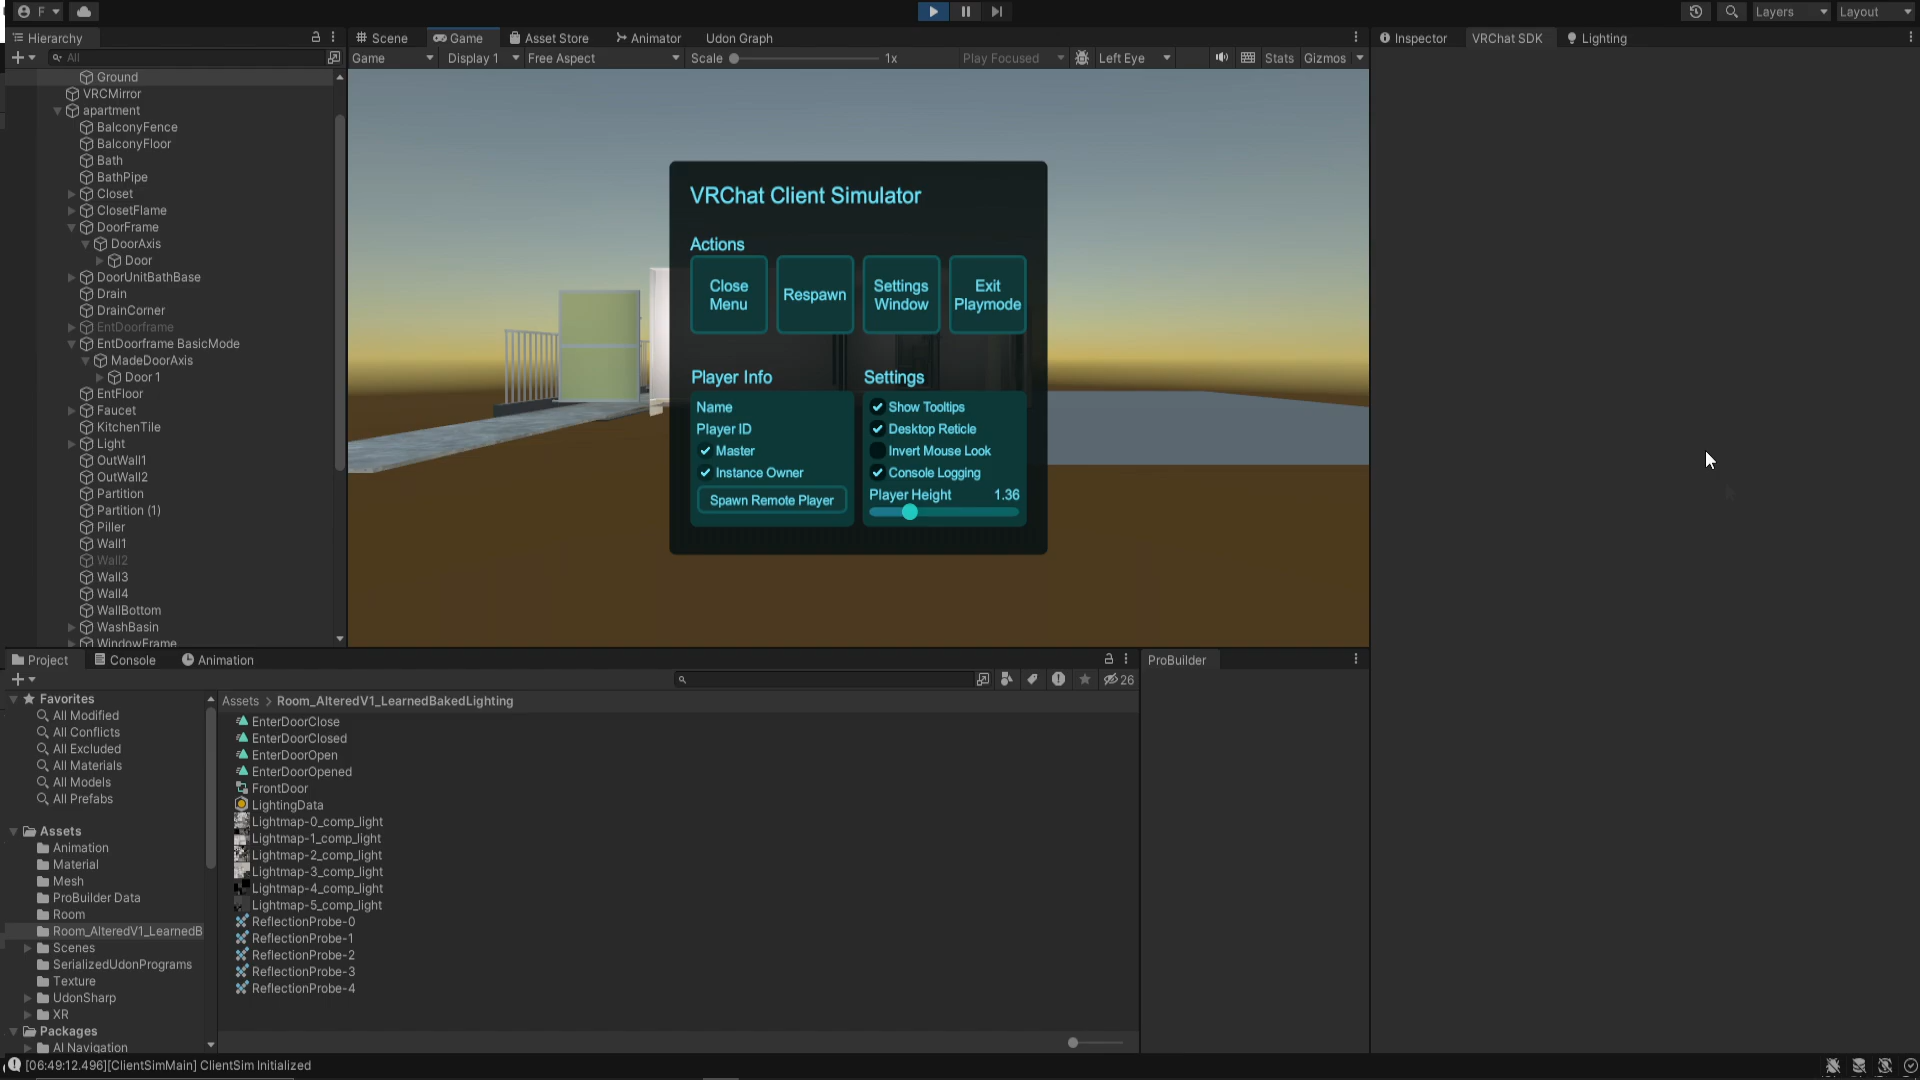 F
Layers
Layout
Hierarchy
All
Ground
VRCMirror
apartment
BalconyFence
BalconyFloor
Bath
BathPipe
Closet
ClosetFlame
DoorFrame
DoorAxis
Door
DoorUnitBathBase
Drain
DrainCorner
EntDoorframe
EntDoorframe BasicMode
MadeDoorAxis
Door 1
EntFloor
Faucet
KitchenTile
Light
OutWall1
OutWall2
Partition
Partition (1)
Piller
Wall1
Wall2
Wall3
Wall4
WallBottom
WashBasin
WindowFrame
Scene
Game
Asset Store
Animator
Udon Graph
Game
Display 1
Free Aspect
Scale
1x
Play Focused
Left Eye
Stats
Gizmos
VRChat Client Simulator
Actions
Close Menu
Respawn
Settings Window
Exit Playmode
Player Info
Name
Player ID
Master
Instance Owner
Spawn Remote Player
Settings
Show Tooltips
Desktop Reticle
Invert Mouse Look
Console Logging
Player Height 1.36
Inspector
VRChat SDK
Lighting
Project
Console
Animation
26
Favorites
All Modified
All Conflicts
All Excluded
All Materials
All Models
All Prefabs
Assets
Animation
Material
Mesh
ProBuilder Data
Room
Room_AlteredV1_LearnedB
Scenes
SerializedUdonPrograms
Texture
UdonSharp
XR
Packages
AI Navigation
Assets > Room_AlteredV1_LearnedBakedLighting
EnterDoorClose
EnterDoorClosed
EnterDoorOpen
EnterDoorOpened
FrontDoor
LightingData
Lightmap-0_comp_light
Lightmap-1_comp_light
Lightmap-2_comp_light
Lightmap-3_comp_light
Lightmap-4_comp_light
Lightmap-5_comp_light
ReflectionProbe-0
ReflectionProbe-1
ReflectionProbe-2
ReflectionProbe-3
ReflectionProbe-4
ProBuilder
[06:49:12.496][ClientSimMain] ClientSim Initialized